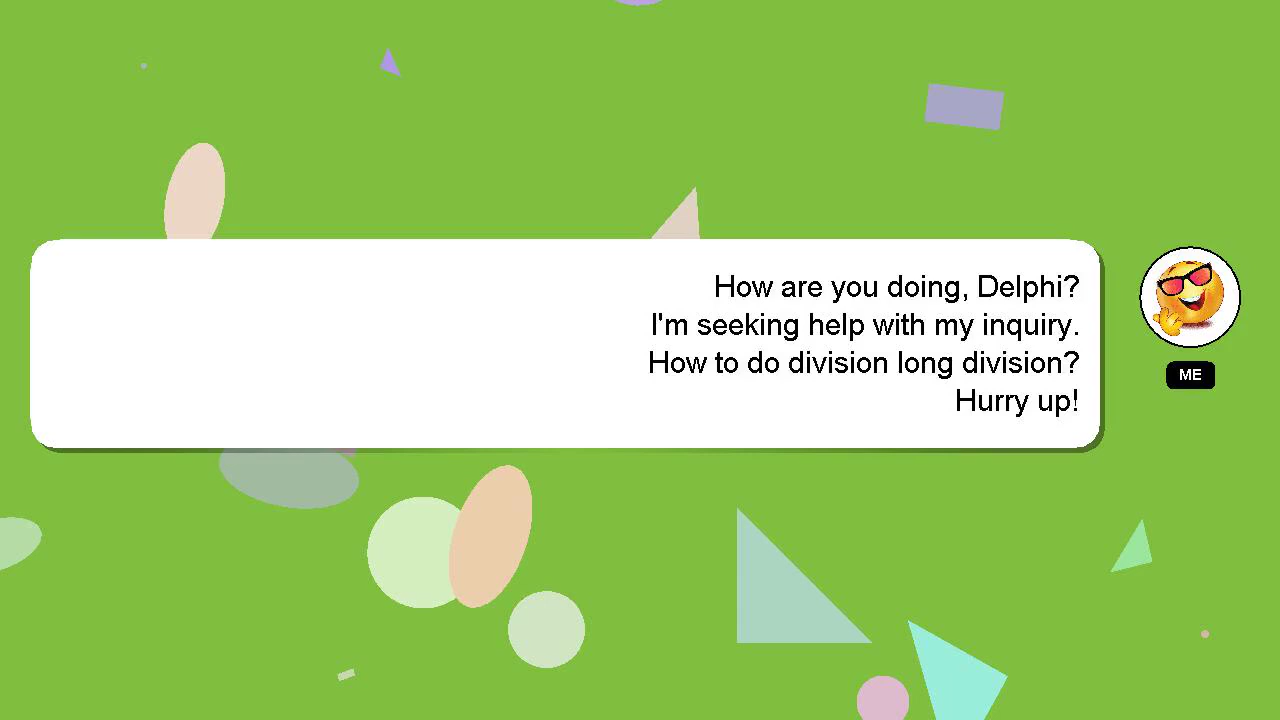 How are you doing, Delphi?
I'm seeking help with my inquiry.
How to do division long division?
Hurry up!
ME